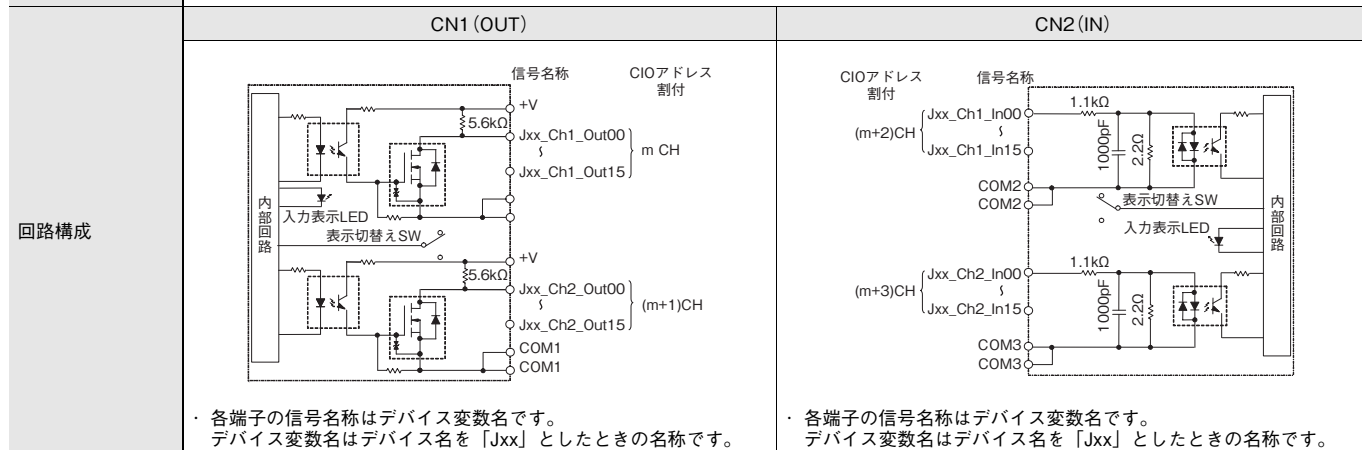 CN1(OUT)
CN2(IN)
回路構成
信号名称
CIOアドレス
割付
+V
5.6kΩ
Jxx_Ch1_Out00
~
Jxx_Ch1_Out15
m CH
内部回路
入力表示LED
表示切替えSW
+V
5.6kΩ
Jxx_Ch2_Out00
~
Jxx_Ch2_Out15
(m+1)CH
COM1
COM1
・ 各端子の信号名称はデバイス変数名です。
デバイス変数名はデバイス名を「Jxx」としたときの名称です。
CIOアドレス
割付
信号名称
(m+2)CH
Jxx_Ch1_In00
~
Jxx_Ch1_In15
1.1kΩ
1000pF
2.2Ω
COM2
COM2
表示切替えSW
入力表示LED
内部回路
(m+3)CH
Jxx_Ch2_In00
~
Jxx_Ch2_In15
1.1kΩ
1000pF
2.2Ω
COM3
COM3
・ 各端子の信号名称はデバイス変数名です。
デバイス変数名はデバイス名を「Jxx」としたときの名称です。